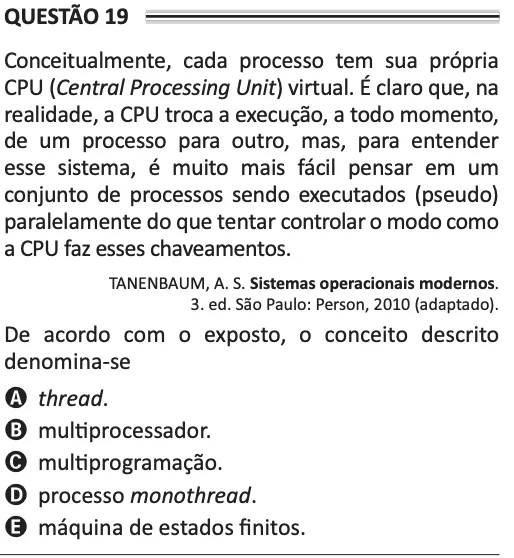 QUESTÃO 19
Conceitualmente, cada processo tem sua própria
CPU (Central Processing Unit) virtual. É claro que, na
realidade, a CPU troca a execução, a todo momento,
de um processo para outro, mas, para entender
esse sistema, é muito mais fácil pensar em um
conjunto de processos sendo executados (pseudo)
paralelamente do que tentar controlar o modo como
a CPU faz esses chaveamentos.
TANENBAUM, A. S. Sistemas operacionais modernos.
3. ed. São Paulo: Person, 2010 (adaptado).
De acordo com o exposto, o conceito descrito
denomina-se
A thread.
B multiprocessador.
C multiprogramação.
D processo monothread.
E máquina de estados finitos.